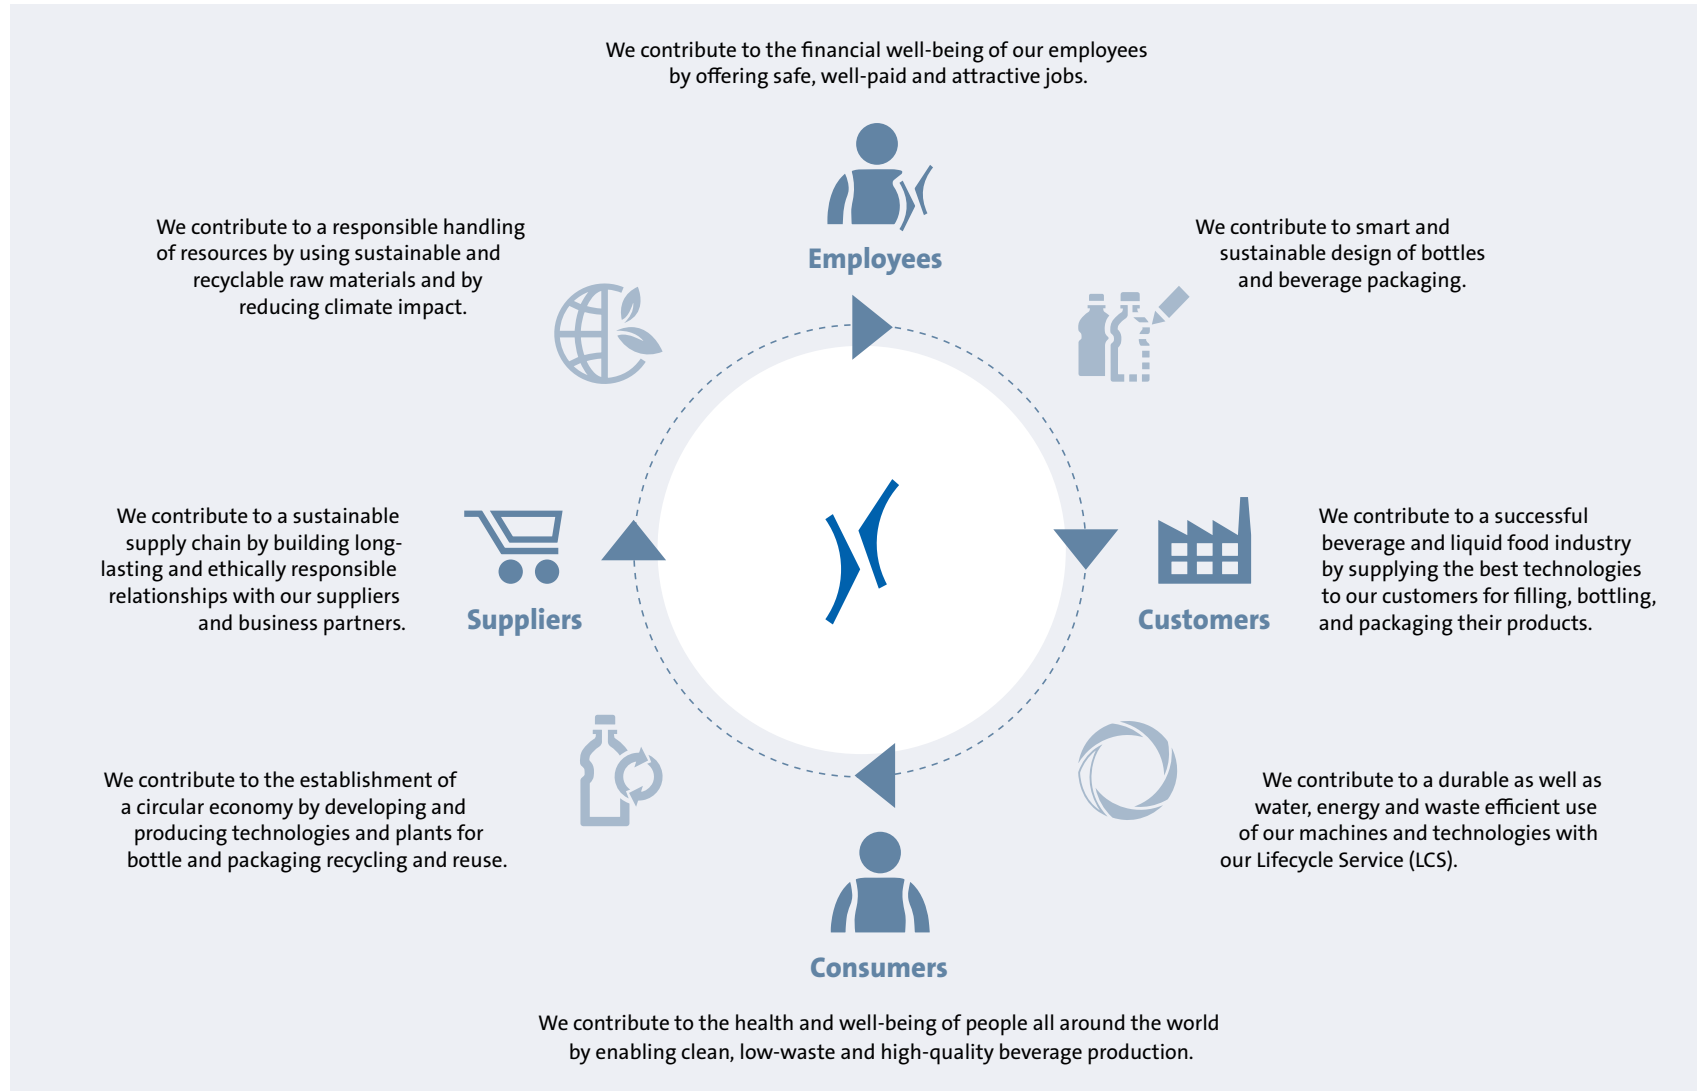 We contribute to the financial well-being of our employees
by offering safe, well-paid and attractive jobs.
Employees
We contribute to smart and
sustainable design of bottles
and beverage packaging.
We contribute to a successful
beverage and liquid food industry
by supplying the best technologies
to our customers for filling, bottling,
and packaging their products.
Customers
We contribute to a durable as well as
water, energy and waste efficient use
of our machines and technologies with
our Lifecycle Service (LCS).
Consumers
We contribute to the health and well-being of people all around the world
by enabling clean, low-waste and high-quality beverage production.
We contribute to the establishment of
a circular economy by developing and
producing technologies and plants for
bottle and packaging recycling and reuse.
We contribute to a sustainable
supply chain by building long-
lasting and ethically responsible
relationships with our suppliers
and business partners.
Suppliers
We contribute to a responsible handling
of resources by using sustainable and
recyclable raw materials and by
reducing climate impact.